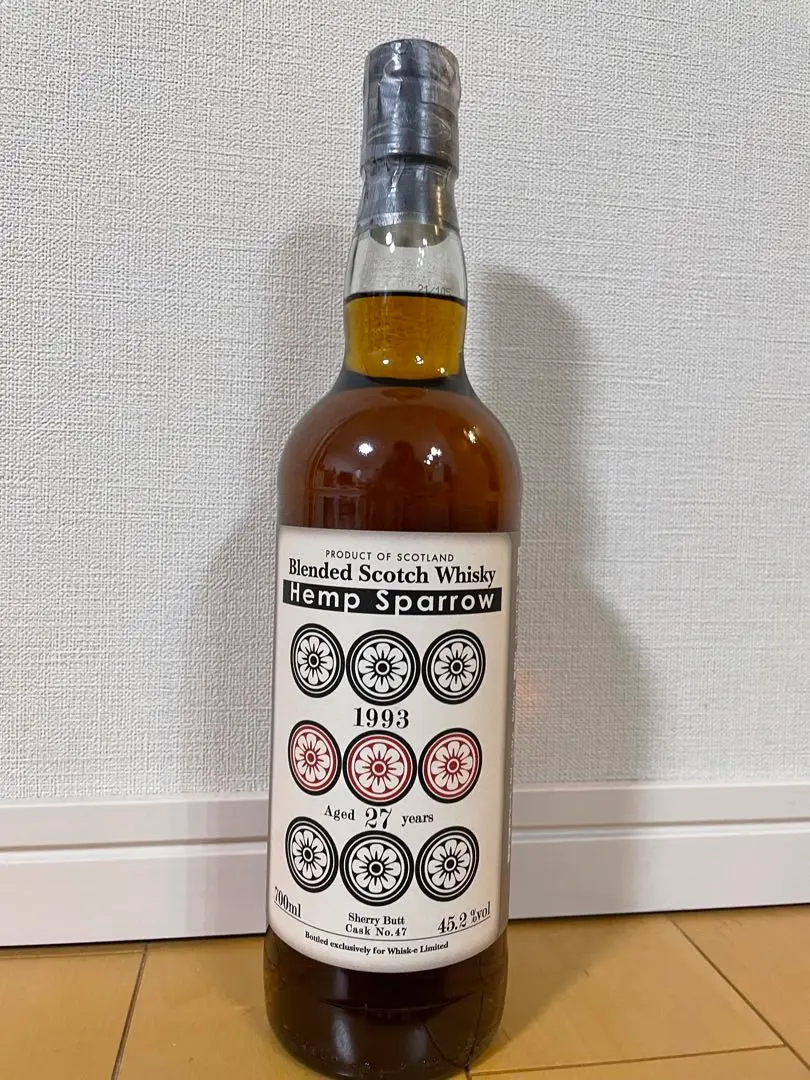 PRODUCT OF SCOTLAND
Blended Scotch Whisky
Hemp Sparrow
1993
Aged 27 years
700ml
Sherry Butt
Cask No.47
45.2%vol
Bottled exclusively for Whisk-e Limited